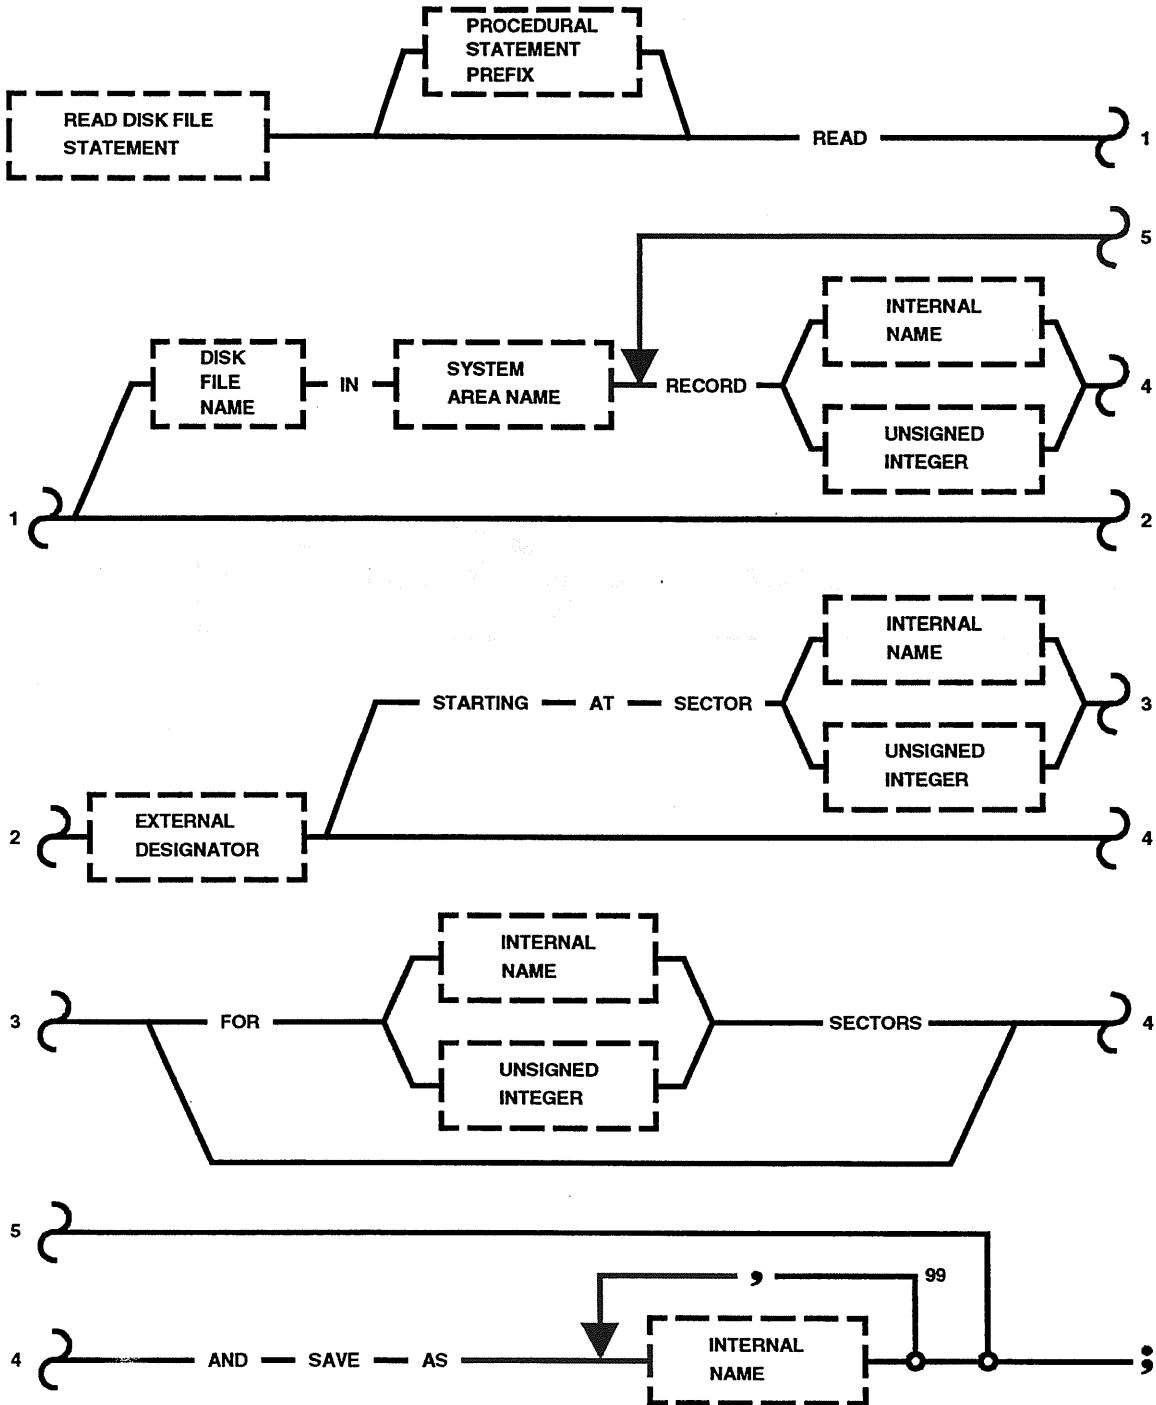 PROCEDURAL
STATEMENT
PREFIX
READ DISK FILE
STATEMENT
READ
1
5
INTERNAL
NAME
DISK
FILE
NAME
IN
SYSTEM
AREA NAME
RECORD
4
UNSIGNED
INTEGER
1
2
INTERNAL
NAME
STARTING AT SECTOR
3
UNSIGNED
INTEGER
2
EXTERNAL
DESIGNATOR
4
INTERNAL
NAME
3
FOR
SECTORS
4
UNSIGNED
INTEGER
5
,
99
4
AND SAVE AS
INTERNAL
NAME
;